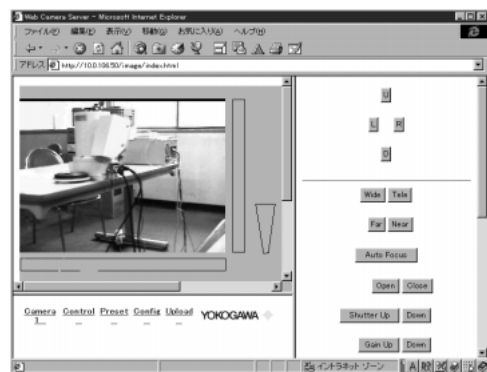 Web Camera Server - Microsoft Internet Explorer
ファイル(F) 編集(E) 表示(V) 移動(G) お気に入り(A) ヘルプ(H)
アドレス http://10.0.106.50/image/index.html
U
L R
D
Wide Tele
Far Near
Auto Focus
Open Close
Shutter Up Down
Gain Up Down
Camera Control Preset Config Upload YOKOGAWA
1
イントラネット ゾーン
A 般